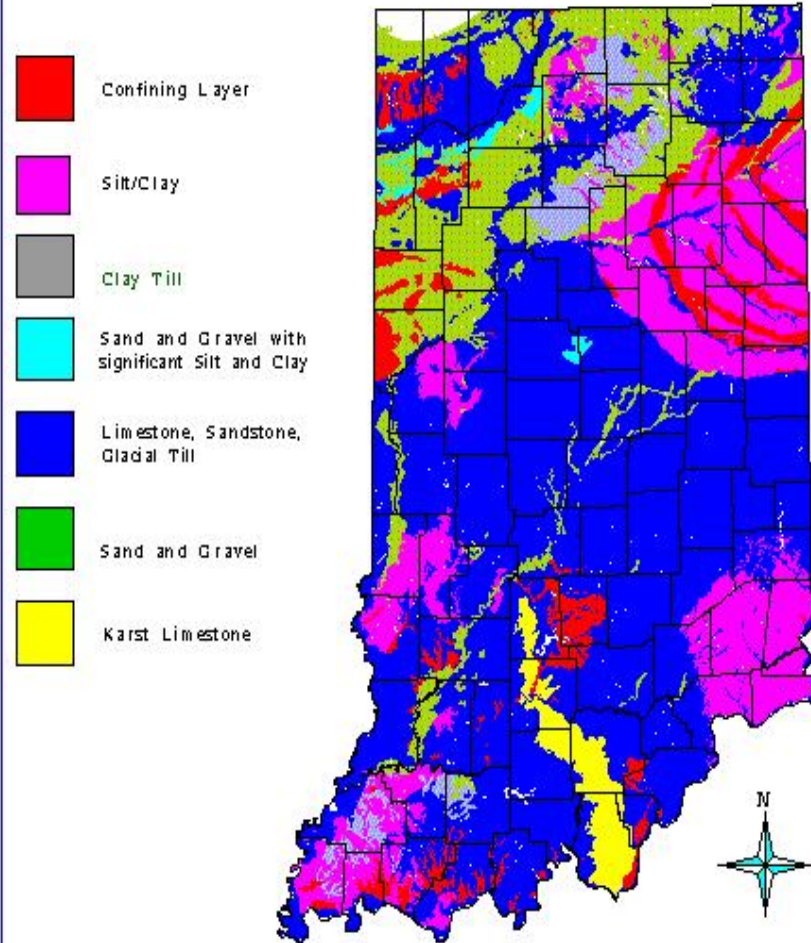 Confining Layer
Silt/Clay
Clay Till
Sand and Gravel with
significant Silt and Clay
Limestone, Sandstone,
Glacial Till
Sand and Gravel
Karst Limestone
N